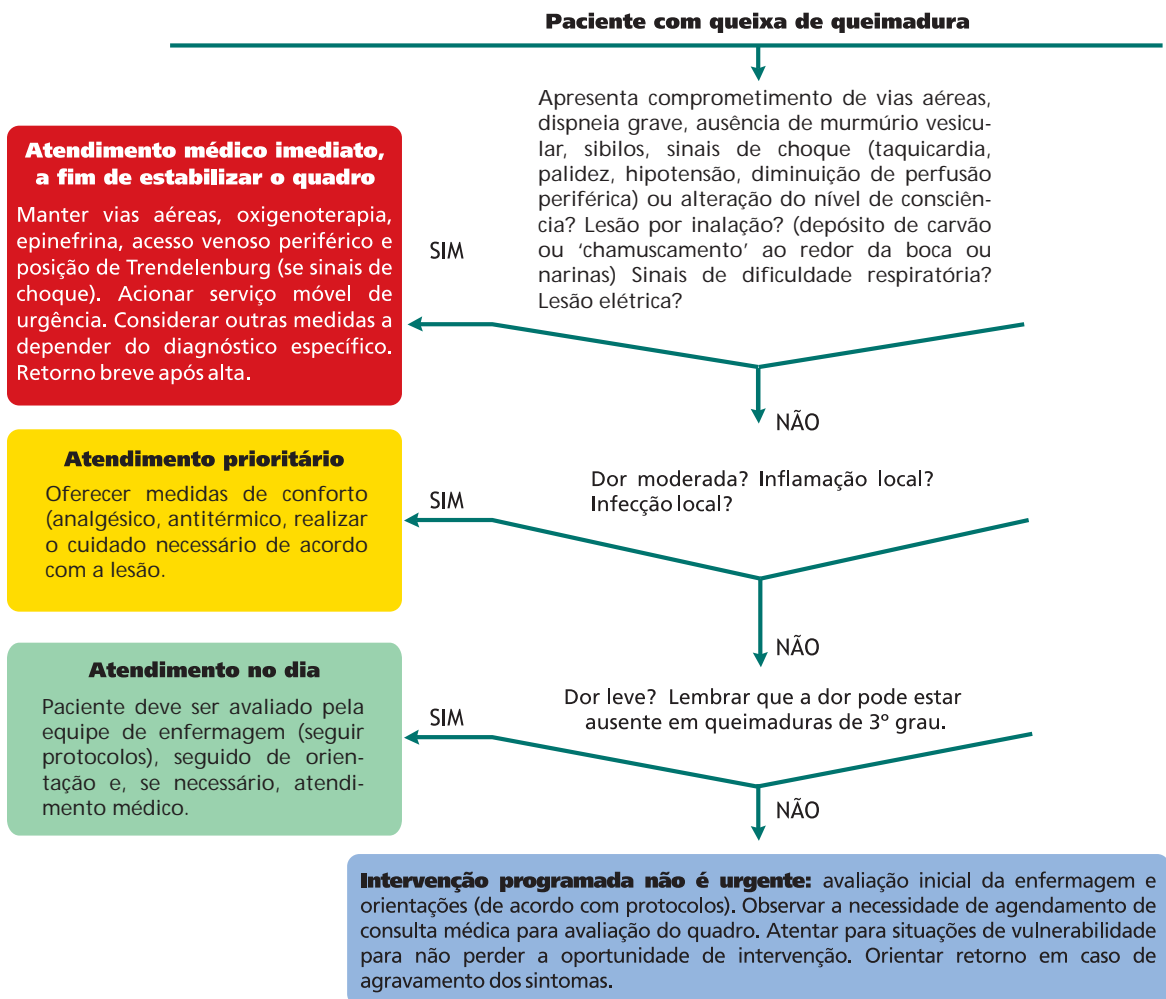 Paciente com queixa de queimadura
Apresenta comprometimento de vias aéreas,
dispneia grave, ausência de murmúrio vesicu-
lar, sibilos, sinais de choque (taquicardia,
palidez, hipotensão, diminuição de perfusão
periférica) ou alteração do nível de consciên-
cia? Lesão por inalação? (depósito de carvão
ou ‘chamuscamento’ ao redor da boca ou
narinas) Sinais de dificuldade respiratória?
Lesão elétrica?
SIM
Atendimento médico imediato,
a fim de estabilizar o quadro
Manter vias aéreas, oxigenoterapia,
epinefrina, acesso venoso periférico e
posição de Trendelenburg (se sinais de
choque). Acionar serviço móvel de
urgência. Considerar outras medidas a
depender do diagnóstico específico.
Retorno breve após alta.
NÃO
Dor moderada? Inflamação local?
Infecção local?
SIM
Atendimento prioritário
Oferecer medidas de conforto
(analgésico, antitérmico, realizar
o cuidado necessário de acordo
com a lesão.
NÃO
Dor leve? Lembrar que a dor pode estar
ausente em queimaduras de 3º grau.
SIM
Atendimento no dia
Paciente deve ser avaliado pela
equipe de enfermagem (seguir
protocolos), seguido de orien-
tação e, se necessário, atendi-
mento médico.
NÃO
Intervenção programada não é urgente: avaliação inicial da enfermagem e
orientações (de acordo com protocolos). Observar a necessidade de agendamento de
consulta médica para avaliação do quadro. Atentar para situações de vulnerabilidade
para não perder a oportunidade de intervenção. Orientar retorno em caso de
agravamento dos sintomas.